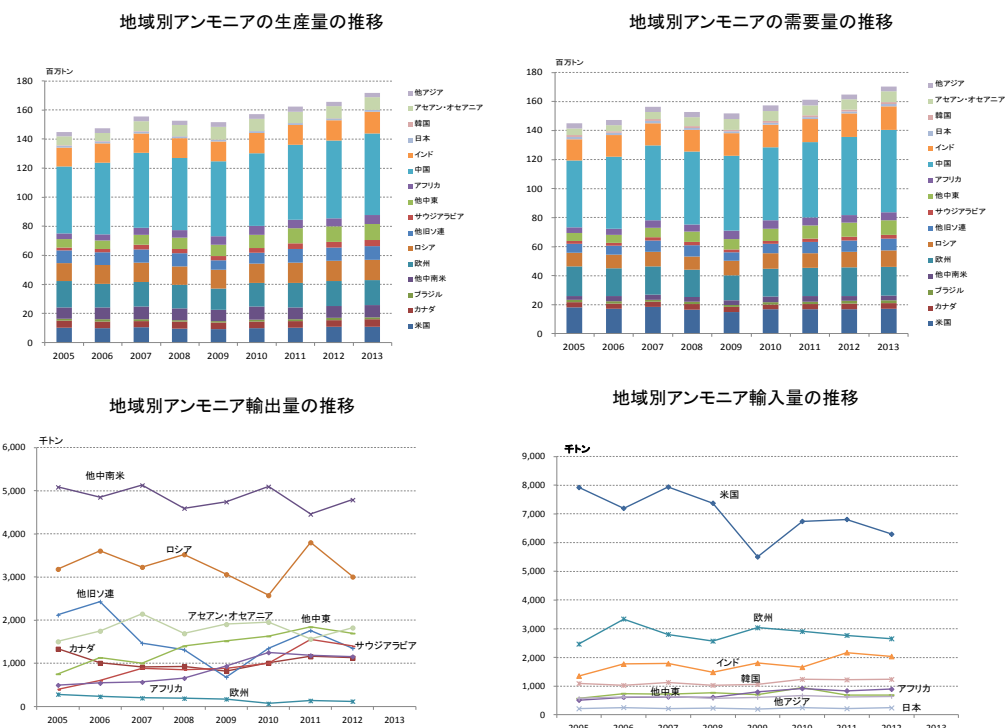 地域別アンモニアの生産量の推移
百万トン
180
160
140
120
100
80
60
40
20
0
2005 2006 2007 2008 2009 2010 2011 2012 2013
他アジア
アセアン・オセアニア
韓国
日本
インド
中国
アフリカ
他中東
サウジアラビア
他旧ソ連
ロシア
欧州
他中南米
ブラジル
カナダ
米国
地域別アンモニアの需要量の推移
百万トン
180
160
140
120
100
80
60
40
20
0
2005 2006 2007 2008 2009 2010 2011 2012 2013
他アジア
アセアン・オセアニア
韓国
日本
インド
中国
アフリカ
他中東
サウジアラビア
他旧ソ連
ロシア
欧州
他中南米
ブラジル
カナダ
米国
地域別アンモニア輸出量の推移
千トン
6,000
5,000
4,000
3,000
2,000
1,000
0
他中南米
ロシア
他旧ソ連
アセアン・オセアニア
他中東
カナダ
サウジアラビア
アフリカ
欧州
2005 2006 2007 2008 2009 2010 2011 2012 2013
地域別アンモニア輸入量の推移
千トン
9,000
8,000
7,000
6,000
5,000
4,000
3,000
2,000
1,000
0
米国
欧州
インド
韓国
他中東
アフリカ
他アジア
日本
2005 2006 2007 2008 2009 2010 2011 2012 2013